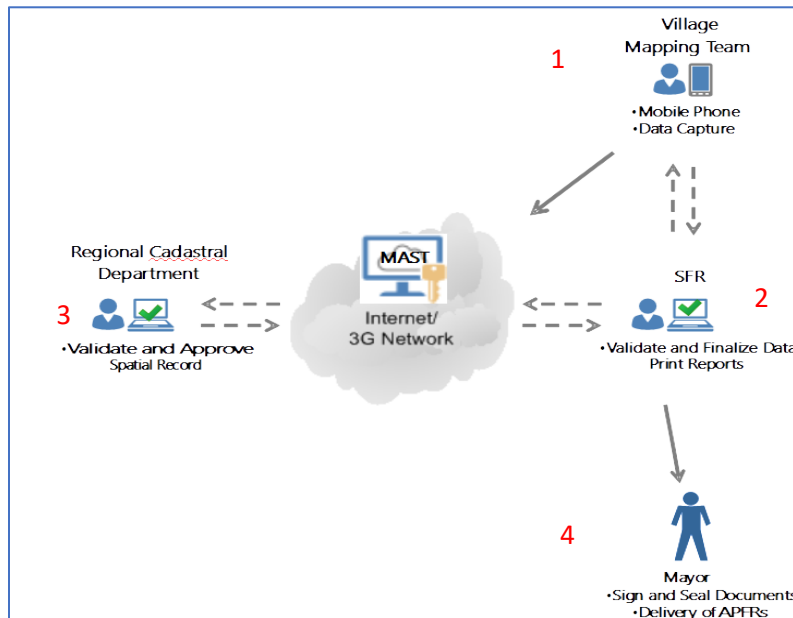 1
Village
Mapping Team
•Mobile Phone
•Data Capture
MAST
Internet/
3G Network
Regional Cadastral
Department
3
•Validate and Approve
Spatial Record
SFR
2
•Validate and Finalize Data
Print Reports
4
Mayor
•Sign and Seal Documents
•Delivery of APFRs